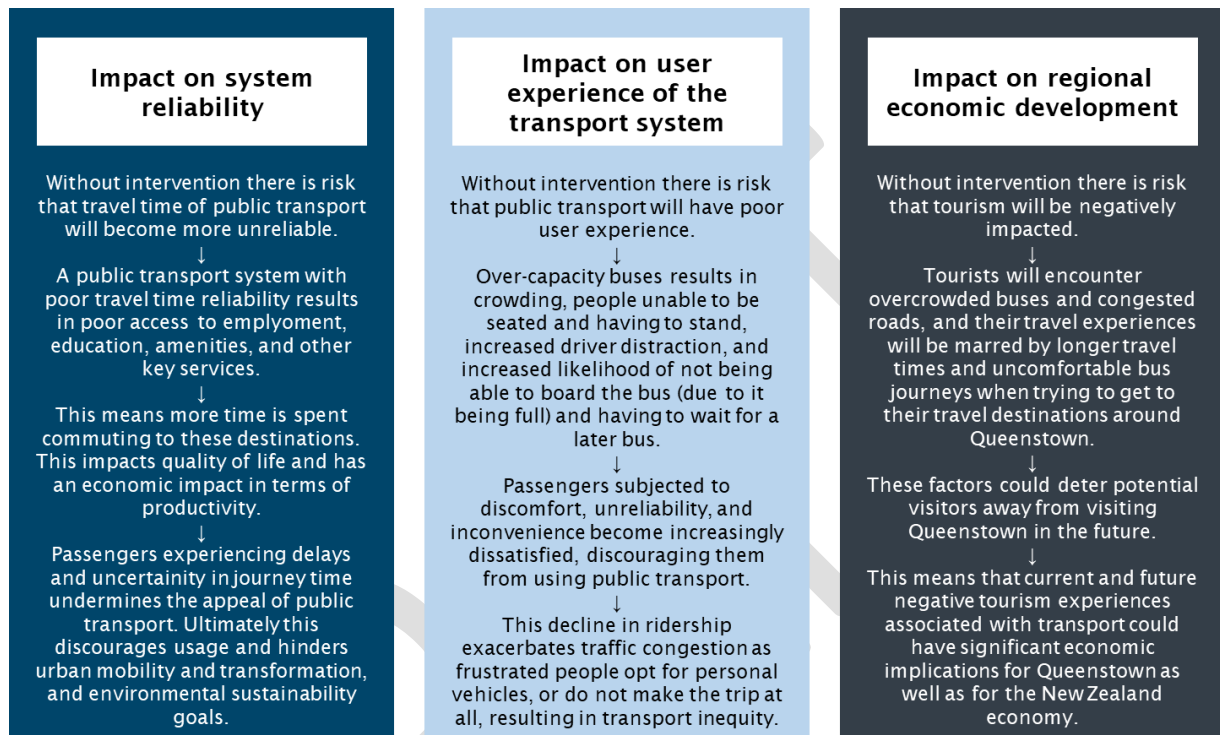 Impact on system
reliability
Without intervention there is risk
that travel time of public transport
will become more unreliable.
↓
A public transport system with
poor travel time reliability results
in poor access to emplyoment,
education, amenities, and other
key services.
↓
This means more time is spent
commuting to these destinations.
This impacts quality of life and has
an economic impact in terms of
productivity.
↓
Passengers experiencing delays
and uncertainity in journey time
undermines the appeal of public
transport. Ultimately this
discourages usage and hinders
urban mobility and transformation,
and environmental sustainability
goals.
Impact on user
experience of the
transport system
Without intervention there is risk
that public transport will have poor
user experience.
↓
Over-capacity buses results in
crowding, people unable to be
seated and having to stand,
increased driver distraction, and
increased likelihood of not being
able to board the bus (due to it
being full) and having to wait for a
later bus.
↓
Passengers subjected to
discomfort, unreliability, and
inconvenience become increasingly
dissatisfied, discouraging them
from using public transport.
↓
This decline in ridership
exacerbates traffic congestion as
frustrated people opt for personal
vehicles, or do not make the trip at
all, resulting in transport inequity.
Impact on regional
economic development
Without intervention there is risk
that tourism will be negatively
impacted.
↓
Tourists will encounter
overcrowded buses and congested
roads, and their travel experiences
will be marred by longer travel
times and uncomfortable bus
journeys when trying to get to
their travel destinations around
Queenstown.
↓
These factors could deter potential
visitors away from visiting
Queenstown in the future.
↓
This means that current and future
negative tourism experiences
associated with transport could
have significant economic
implications for Queenstown as
well as for the New Zealand
economy.